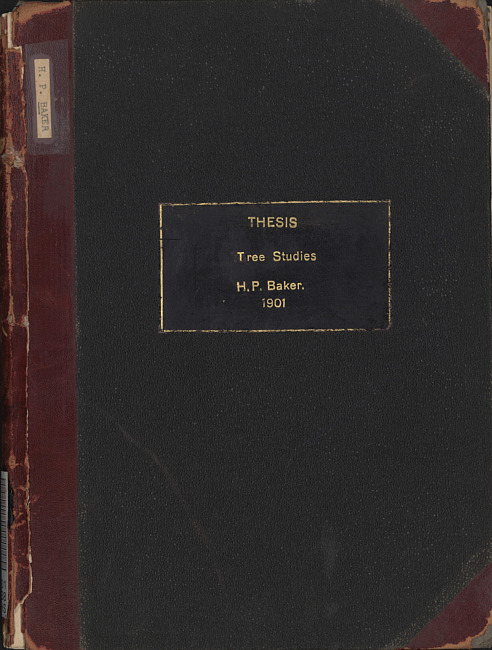 H. P. BAKER
THESIS
Tree Studies
H.P. Baker.
1901